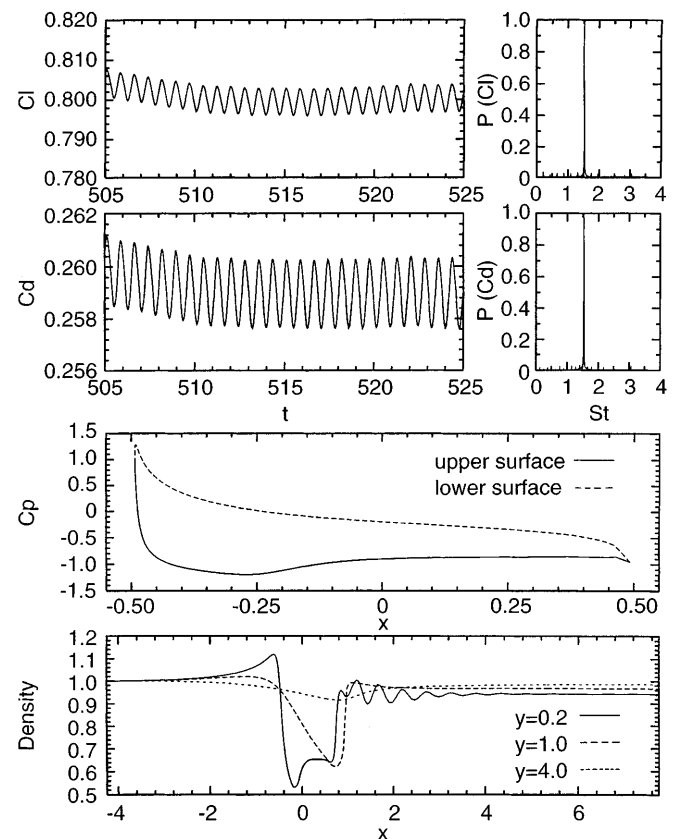 0.820
0.810
0.800
0.790
0.780
Cl
505 510 515 520 525
1.0
0.8
0.6
0.4
0.2
0
P (Cl)
0 1 2 3 4
0.262
0.260
0.258
0.256
Cd
505 510 515 520 525
t
1.0
0.8
0.6
0.4
0.2
0
P (Cd)
0 1 2 3 4
St
1.5
1.0
0.5
0
-0.5
-1.0
-1.5
Cp
upper surface
lower surface
-0.50 -0.25 0 0.25 0.50
x
1.2
1.1
1.0
0.9
0.8
0.7
0.6
0.5
Density
y=0.2
y=1.0
y=4.0
-4 -2 0 2 4 6
x